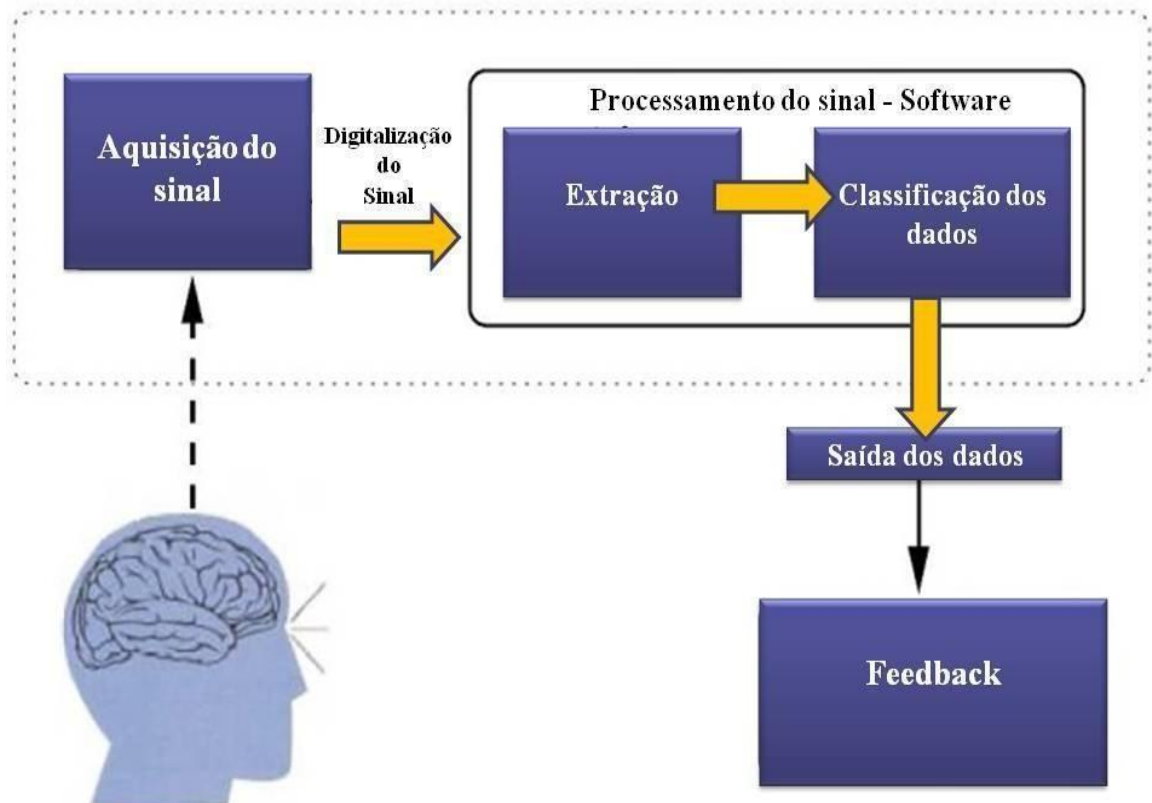 Processamento do sinal - Software
Aquisição do
sinal
Digitalização
do
Sinal
Extração
Classificação dos
dados
Saída dos dados
Feedback